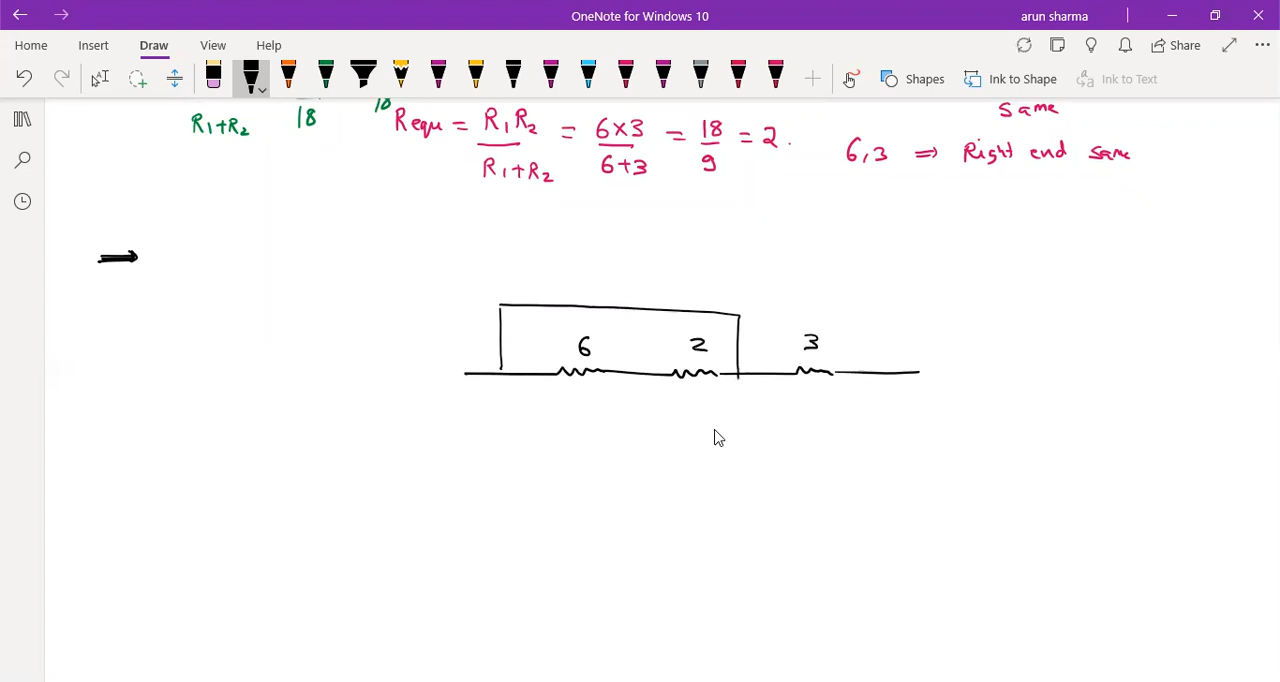 OneNote for Windows 10
arun sharma
Home Insert Draw View Help
Share
Shapes Ink to Shape Ink to Text
18 18
R1+R2
Requ = R1R2 / R1+R2 = 6×3 / 6+3 = 18 / 9 = 2.
same
6,3 ⇒ Right end same
6 2 3